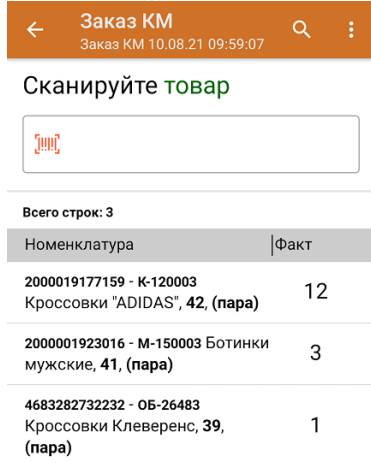 Заказ КМ
Заказ КМ 10.08.21 09:59:07
Сканируйте товар
Всего строк: 3
Номенклатура Факт
2000019177159 - К-120003
Кроссовки "ADIDAS", 42, (пара) 12
2000001923016 - М-150003 Ботинки
мужские, 41, (пара) 3
4683282732232 - ОБ-26483
Кроссовки Клеверенс, 39, 1
(пара)